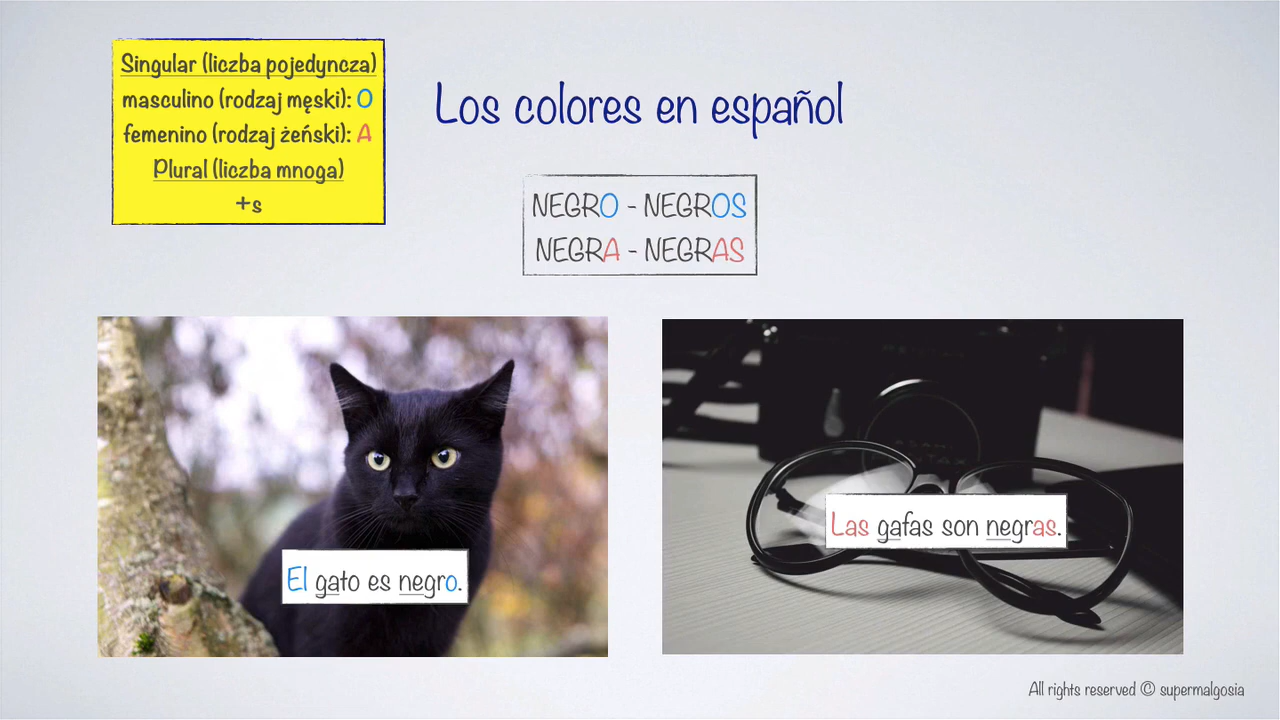 Singular (liczba pojedyncza)
masculino (rodzaj męski): O
femenino (rodzaj żeński): A
Plural (liczba mnoga)
+s
Los colores en español
NEGRO - NEGROS
NEGRA - NEGRAS
El gato es negro.
Las gafas son negras.
All rights reserved © supermalgosia